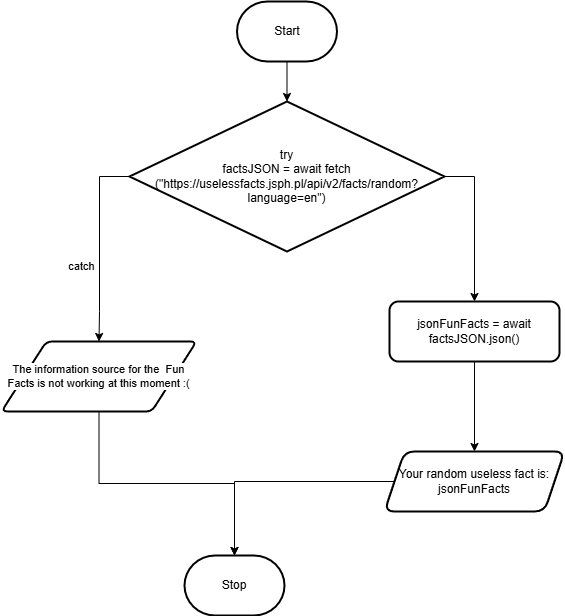 Start
try
factsJSON = await fetch
("https://uselessfacts.jsph.pl/api/v2/facts/random?
language=en")
catch
jsonFunFacts = await
factsJSON.json()
The information source for the Fun
Facts is not working at this moment :(
Your random useless fact is:
jsonFunFacts
Stop